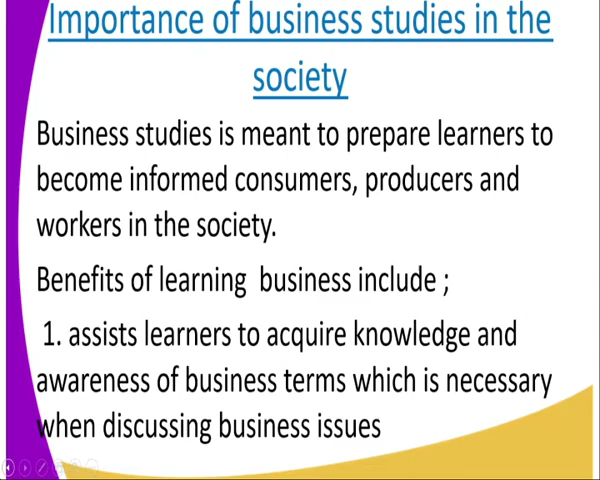 Importance of business studies in the
society
Business studies is meant to prepare learners to
become informed consumers, producers and
workers in the society.
Benefits of learning  business include ;
1. assists learners to acquire knowledge and
awareness of business terms which is necessary
when discussing business issues